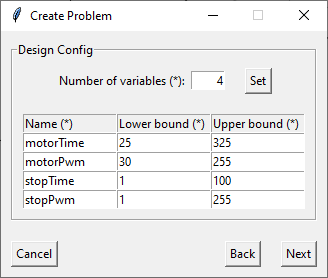 Create Problem
Design Config
Number of variables (*): 4 Set
Name (*) Lower bound (*) Upper bound (*)
motorTime 25 325
motorPwm 30 255
stopTime 1 100
stopPwm 1 255
Cancel Back Next